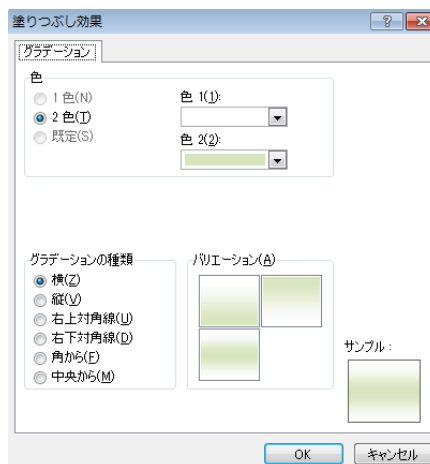 塗りつぶし効果
グラデーション
色
1 色(N)
2 色(T)
既定(S)
色 1(1):
色 2(2):
グラデーションの種類
横(Z)
縦(V)
右上対角線(U)
右下対角線(D)
角から(F)
中央から(M)
バリエーション(A)
サンプル :
OK
キャンセル